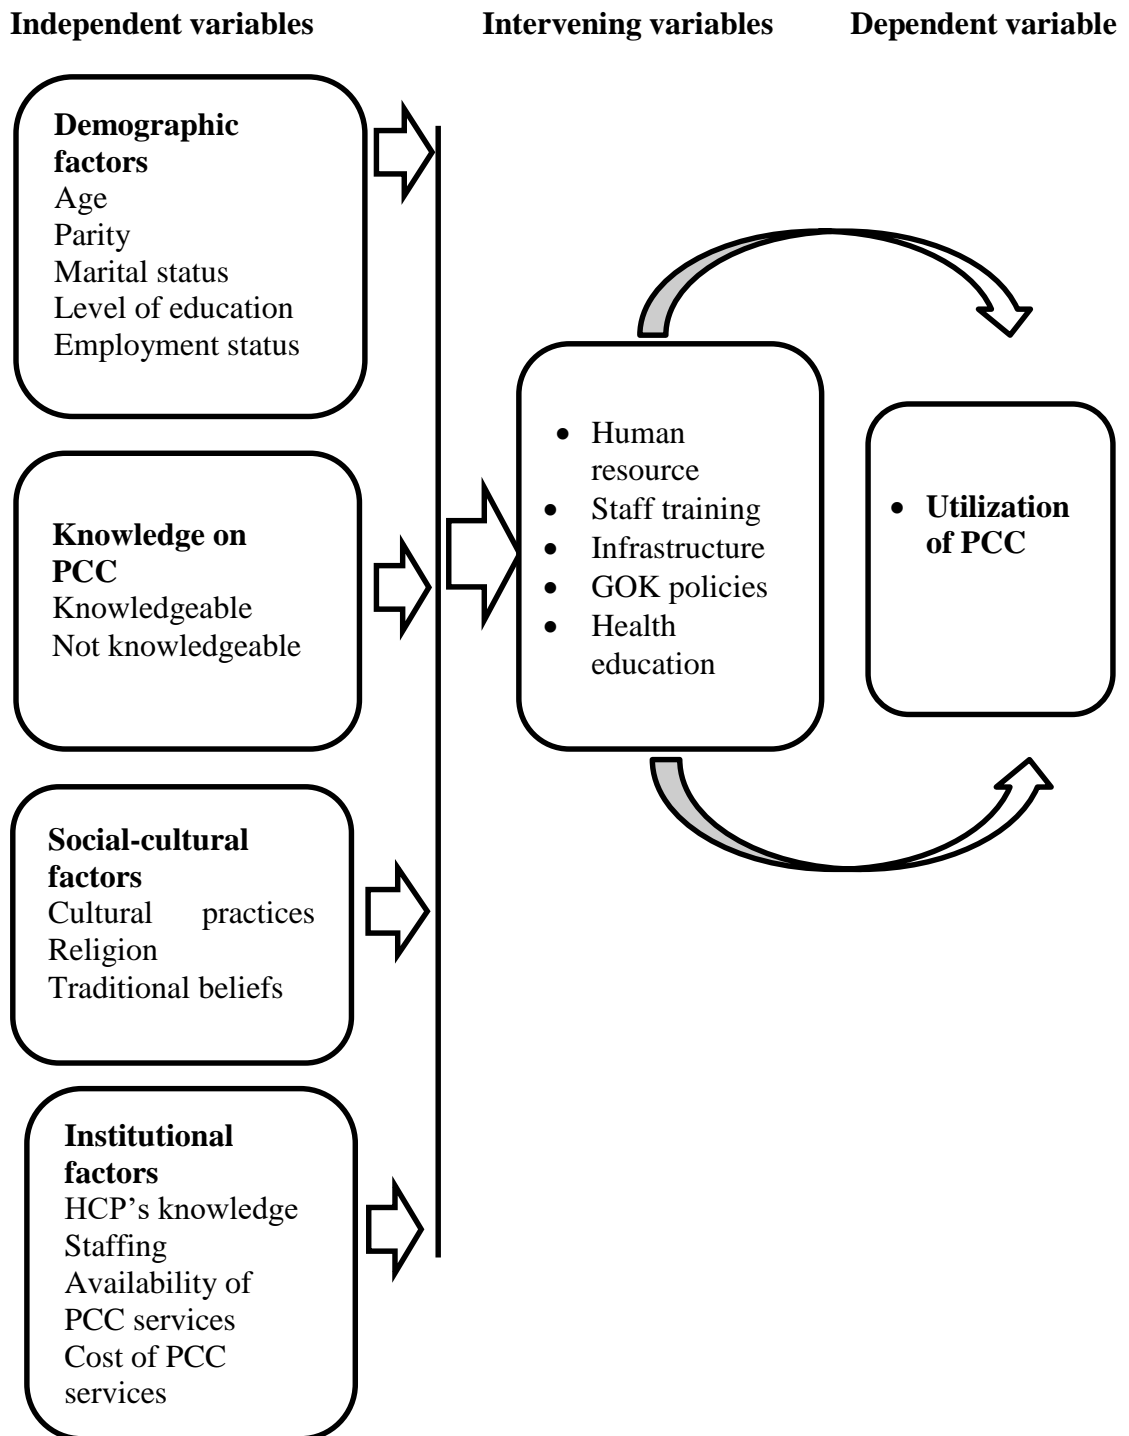 Independent variables
Intervening variables
Dependent variable
Demographic
factors
Age
Parity
Marital status
Level of education
Employment status
Knowledge on
PCC
Knowledgeable
Not knowledgeable
Social-cultural
factors
Cultural practices
Religion
Traditional beliefs
Institutional
factors
HCP’s knowledge
Staffing
Availability of
PCC services
Cost of PCC
services
• Human
resource
• Staff training
• Infrastructure
• GOK policies
• Health
education
• Utilization
of PCC